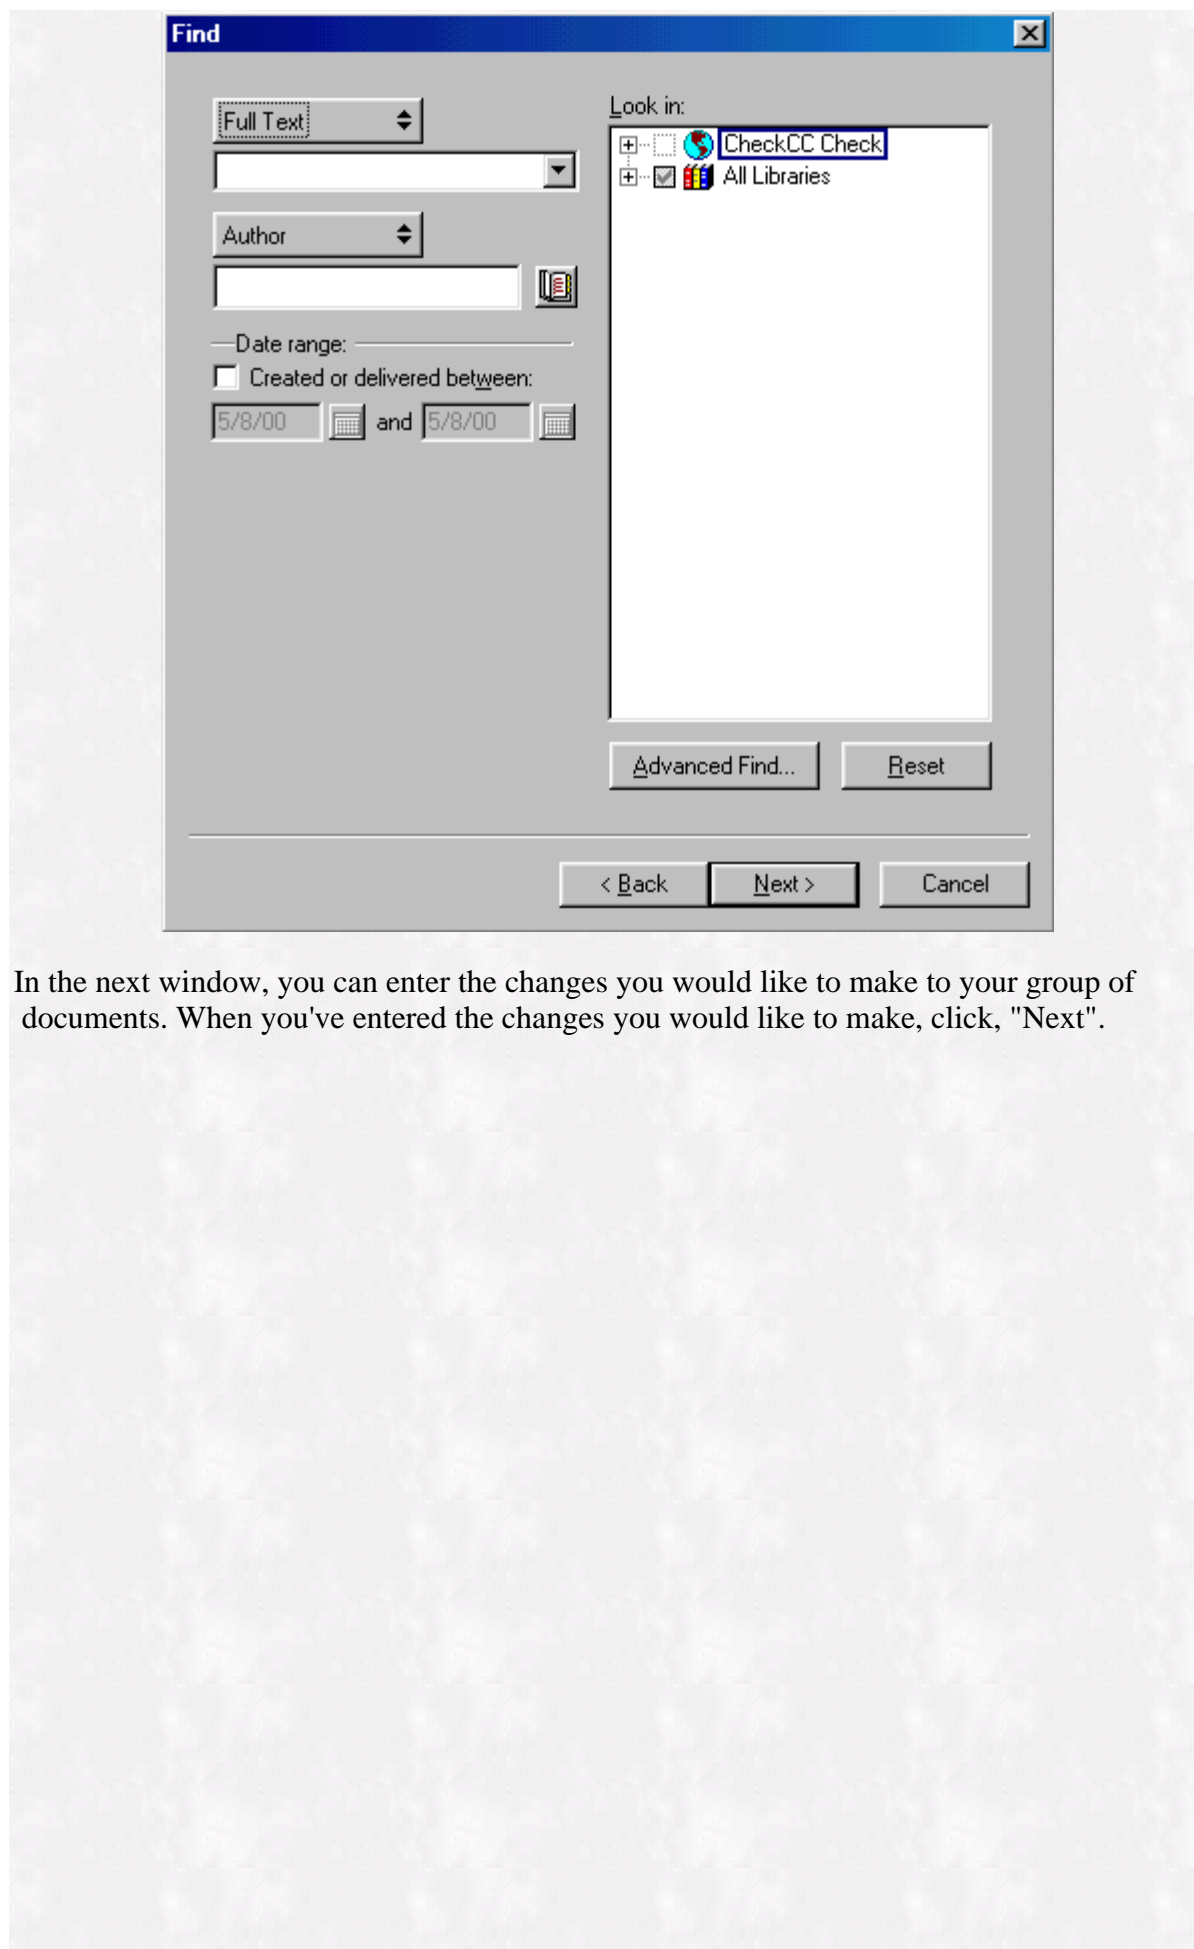 Find
Full Text
Author
Date range:
Created or delivered between:
5/8/00 and 5/8/00
Look in:
CheckCC Check
All Libraries
Advanced Find... Reset
< Back Next > Cancel
In the next window, you can enter the changes you would like to make to your group of
documents. When you've entered the changes you would like to make, click, "Next".